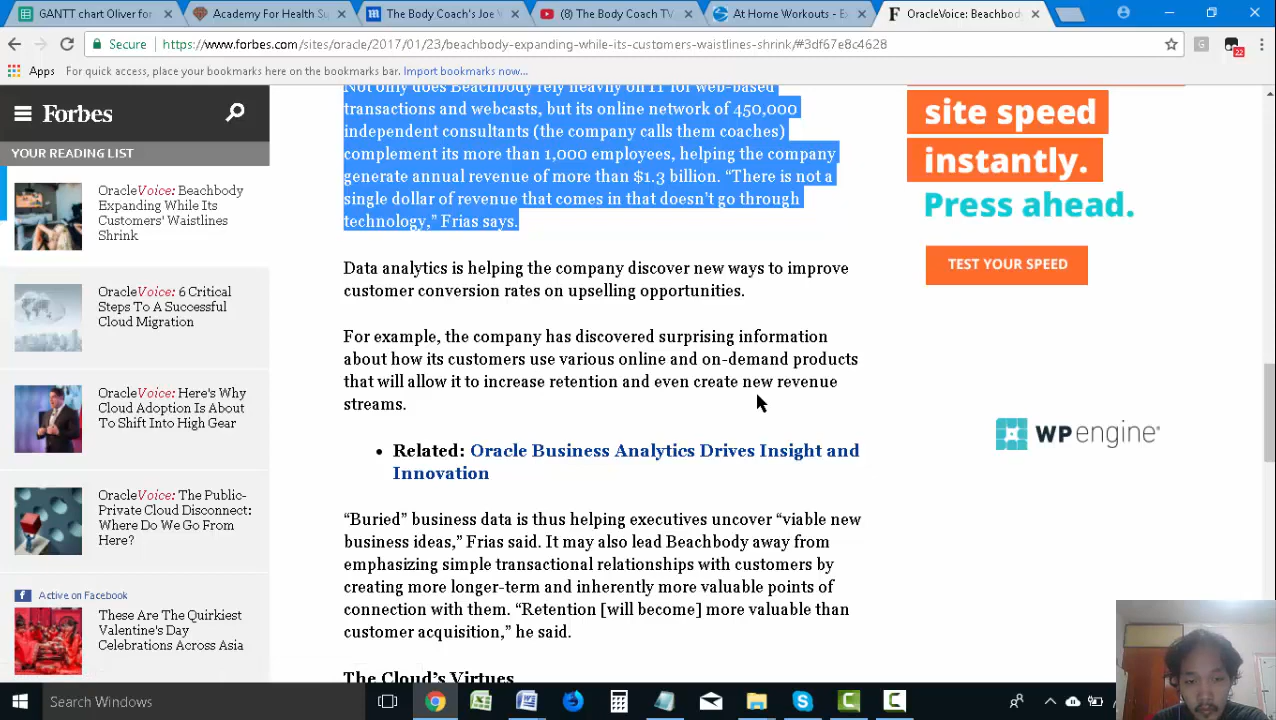 GANTT chart Oliver for
Academy For Health Su
The Body Coach's Joe W
(8) The Body Coach TV
At Home Workouts - E
OracleVoice: Beachbod
Secure
https://www.forbes.com/sites/oracle/2017/01/23/beachbody-expanding-while-its-customers-waistlines-shrink/#3df67e8c4628
22
Apps
For quick access, place your bookmarks here on the bookmarks bar. Import bookmarks now...
Forbes
YOUR READING LIST
OracleVoice: Beachbody
Expanding While Its
Customers' Waistlines
Shrink
OracleVoice: 6 Critical
Steps To A Successful
Cloud Migration
OracleVoice: Here's Why
Cloud Adoption Is About
To Shift Into High Gear
OracleVoice: The Public-
Private Cloud Disconnect:
Where Do We Go From
Here?
Active on Facebook
These Are The Quirkiest
Valentine's Day
Celebrations Across Asia
Not only does Beachbody rely heavily on IT for web-based
transactions and webcasts, but its online network of 450,000
independent consultants (the company calls them coaches)
complement its more than 1,000 employees, helping the company
generate annual revenue of more than $1.3 billion. “There is not a
single dollar of revenue that comes in that doesn’t go through
technology,” Frias says.
Data analytics is helping the company discover new ways to improve
customer conversion rates on upselling opportunities.
For example, the company has discovered surprising information
about how its customers use various online and on-demand products
that will allow it to increase retention and even create new revenue
streams.
• Related: Oracle Business Analytics Drives Insight and
Innovation
“Buried” business data is thus helping executives uncover “viable new
business ideas,” Frias said. It may also lead Beachbody away from
emphasizing simple transactional relationships with customers by
creating more longer-term and inherently more valuable points of
connection with them. “Retention [will become] more valuable than
customer acquisition,” he said.
The Cloud’s Virtues
site speed
instantly.
Press ahead.
TEST YOUR SPEED
WP engine
Search Windows